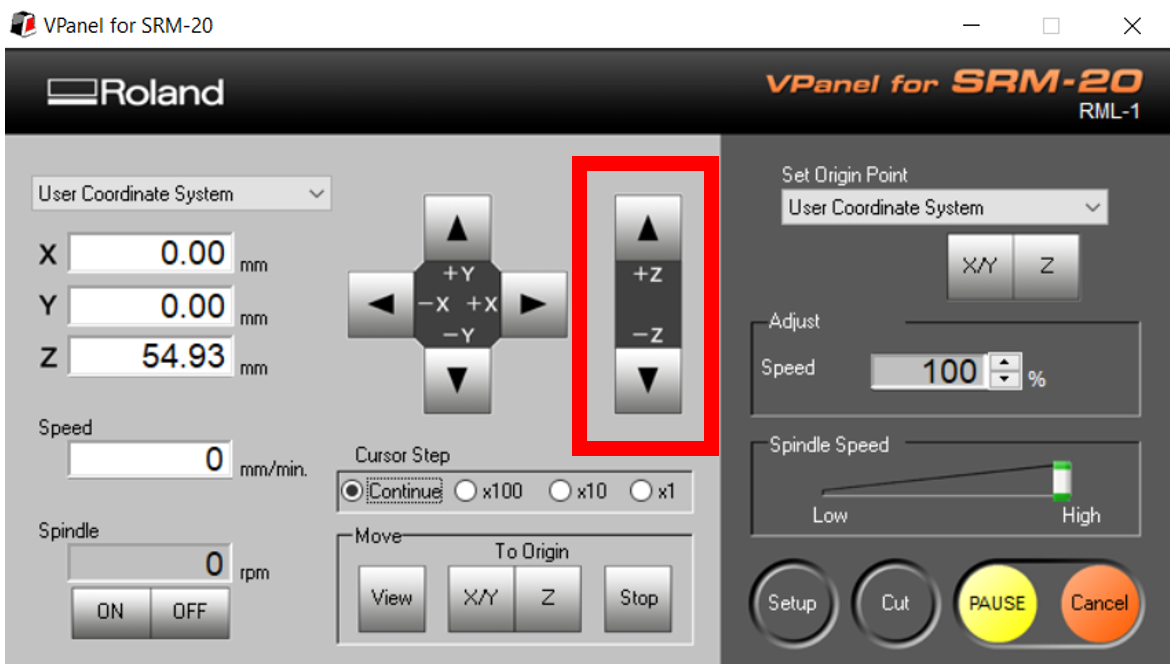 VPanel for SRM-20
Roland
VPanel for SRM-20
RML-1
User Coordinate System
X 0.00 mm
Y 0.00 mm
Z 54.93 mm
Speed
0 mm/min.
Spindle
0 rpm
ON OFF
+Y
-X +X
-Y
+Z
-Z
Cursor Step
Continue x100 x10 x1
Move
To Origin
View X/Y Z Stop
Set Origin Point
User Coordinate System
X/Y Z
Adjust
Speed 100 %
Spindle Speed
Low High
Setup Cut PAUSE Cancel